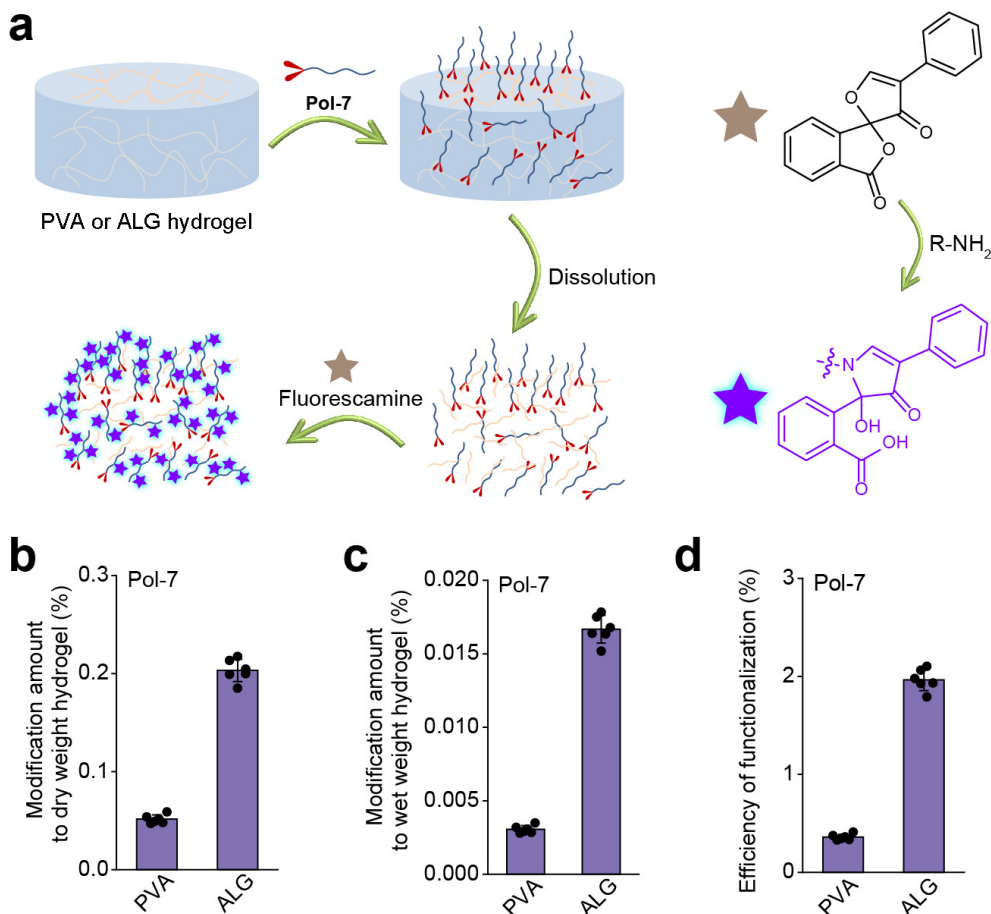 a
Pol-7
PVA or ALG hydrogel
Dissolution
Fluorescamine
O
O
O
O
R-NH2
N
OH
O
OH
O
b
Modification amount
to dry weight hydrogel (%)
Pol-7
0.3
0.2
0.1
0.0
PVA
ALG
c
Modification amount
to wet weight hydrogel (%)
Pol-7
0.020
0.015
0.010
0.005
0.000
PVA
ALG
d
Efficiency of functionalization (%)
Pol-7
3
2
1
0
PVA
ALG